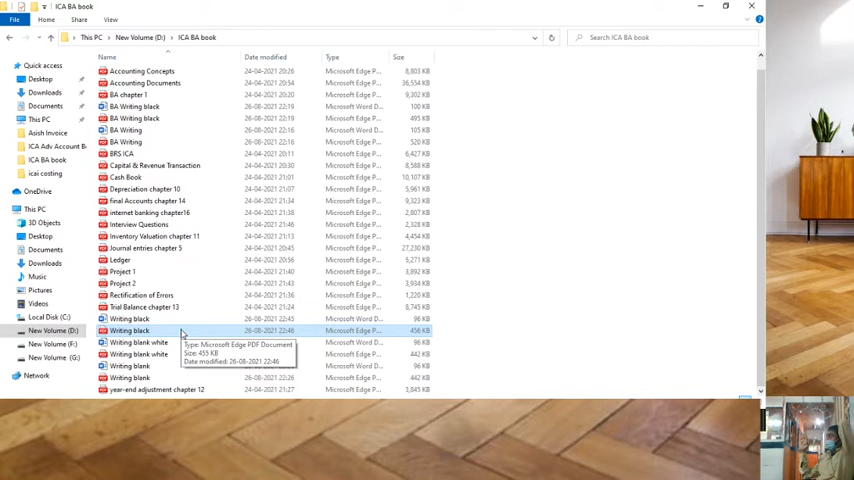 ICA BA book
File Home Share View
This PC > New Volume (D:) > ICA BA book
Search ICA BA book
Name Date modified Type Size
Quick access
Desktop
Downloads
Documents
This PC
Asish Invoice
ICA Adv Account B
ICA BA book
icai costing
OneDrive
This PC
3D Objects
Desktop
Documents
Downloads
Music
Pictures
Videos
Local Disk (C:)
New Volume (D:)
New Volume (F:)
New Volume (G:)
Network
Accounting Concepts 24-04-2021 20:26 Microsoft Edge P... 8,803 KB
Accounting Documents 24-04-2021 20:54 Microsoft Edge P... 36,554 KB
BA chapter 1 24-04-2021 20:20 Microsoft Edge P... 9,302 KB
BA Writing black 26-08-2021 22:19 Microsoft Word D... 100 KB
BA Writing black 26-08-2021 22:19 Microsoft Edge P... 495 KB
BA Writing 26-08-2021 22:16 Microsoft Word D... 105 KB
BA Writing 26-08-2021 22:16 Microsoft Edge P... 520 KB
BRS ICA 24-04-2021 20:11 Microsoft Edge P... 6,427 KB
Capital & Revenue Transaction 24-04-2021 20:30 Microsoft Edge P... 8,588 KB
Cash Book 24-04-2021 21:01 Microsoft Edge P... 10,107 KB
Depreciation chapter 10 24-04-2021 21:07 Microsoft Edge P... 5,961 KB
final Accounts chapter 14 24-04-2021 21:34 Microsoft Edge P... 9,323 KB
internet banking chapter16 24-04-2021 21:38 Microsoft Edge P... 2,807 KB
Interview Questions 24-04-2021 21:28 Microsoft Edge P... 2,328 KB
Inventory Valuation chapter 11 24-04-2021 21:13 Microsoft Edge P... 4,454 KB
Journal entries chapter 5 24-04-2021 20:45 Microsoft Edge P... 27,230 KB
Ledger 24-04-2021 20:56 Microsoft Edge P... 5,271 KB
Project 1 24-04-2021 21:40 Microsoft Edge P... 3,892 KB
Project 2 24-04-2021 21:43 Microsoft Edge P... 3,934 KB
Rectification of Errors 24-04-2021 21:36 Microsoft Edge P... 1,220 KB
Trial Balance chapter 13 24-04-2021 21:24 Microsoft Edge P... 8,745 KB
Writing black 26-08-2021 22:45 Microsoft Word D... 96 KB
Writing black 26-08-2021 22:46 Microsoft Edge P... 456 KB
Writing blank white Microsoft Word D... 96 KB
Writing blank white Microsoft Edge P... 442 KB
Writing blank Microsoft Word D... 96 KB
Writing blank 26-08-2021 22:26 Microsoft Edge P... 442 KB
year-end adjustment chapter 12 24-04-2021 21:27 Microsoft Edge P... 3,845 KB
Type: Microsoft Edge PDF Document
Size: 455 KB
Date modified: 26-08-2021 22:46